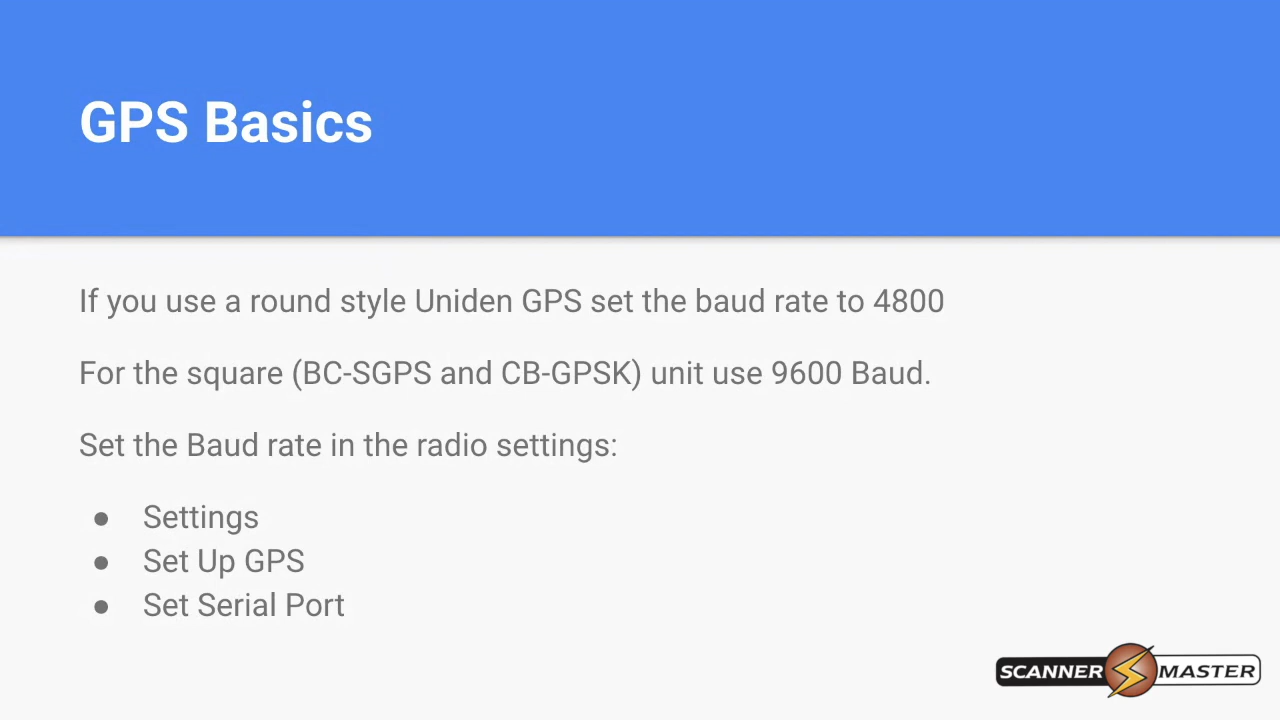 GPS Basics
If you use a round style Uniden GPS set the baud rate to 4800
For the square (BC-SGPS and CB-GPSK) unit use 9600 Baud.
Set the Baud rate in the radio settings:
● Settings
● Set Up GPS
● Set Serial Port
SCANNER MASTER